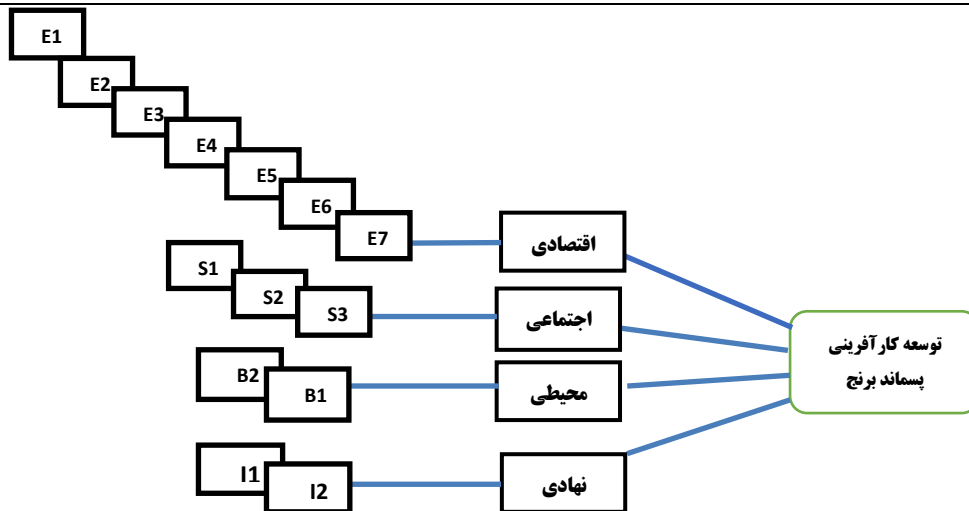 E1
E2
E3
E4
E5
E6
E7
اقتصادی
S1
S2
S3
اجتماعی
توسعه کارآفرینی
پسماند برنج
B2
B1
محیطی
I1
I2
نهادی